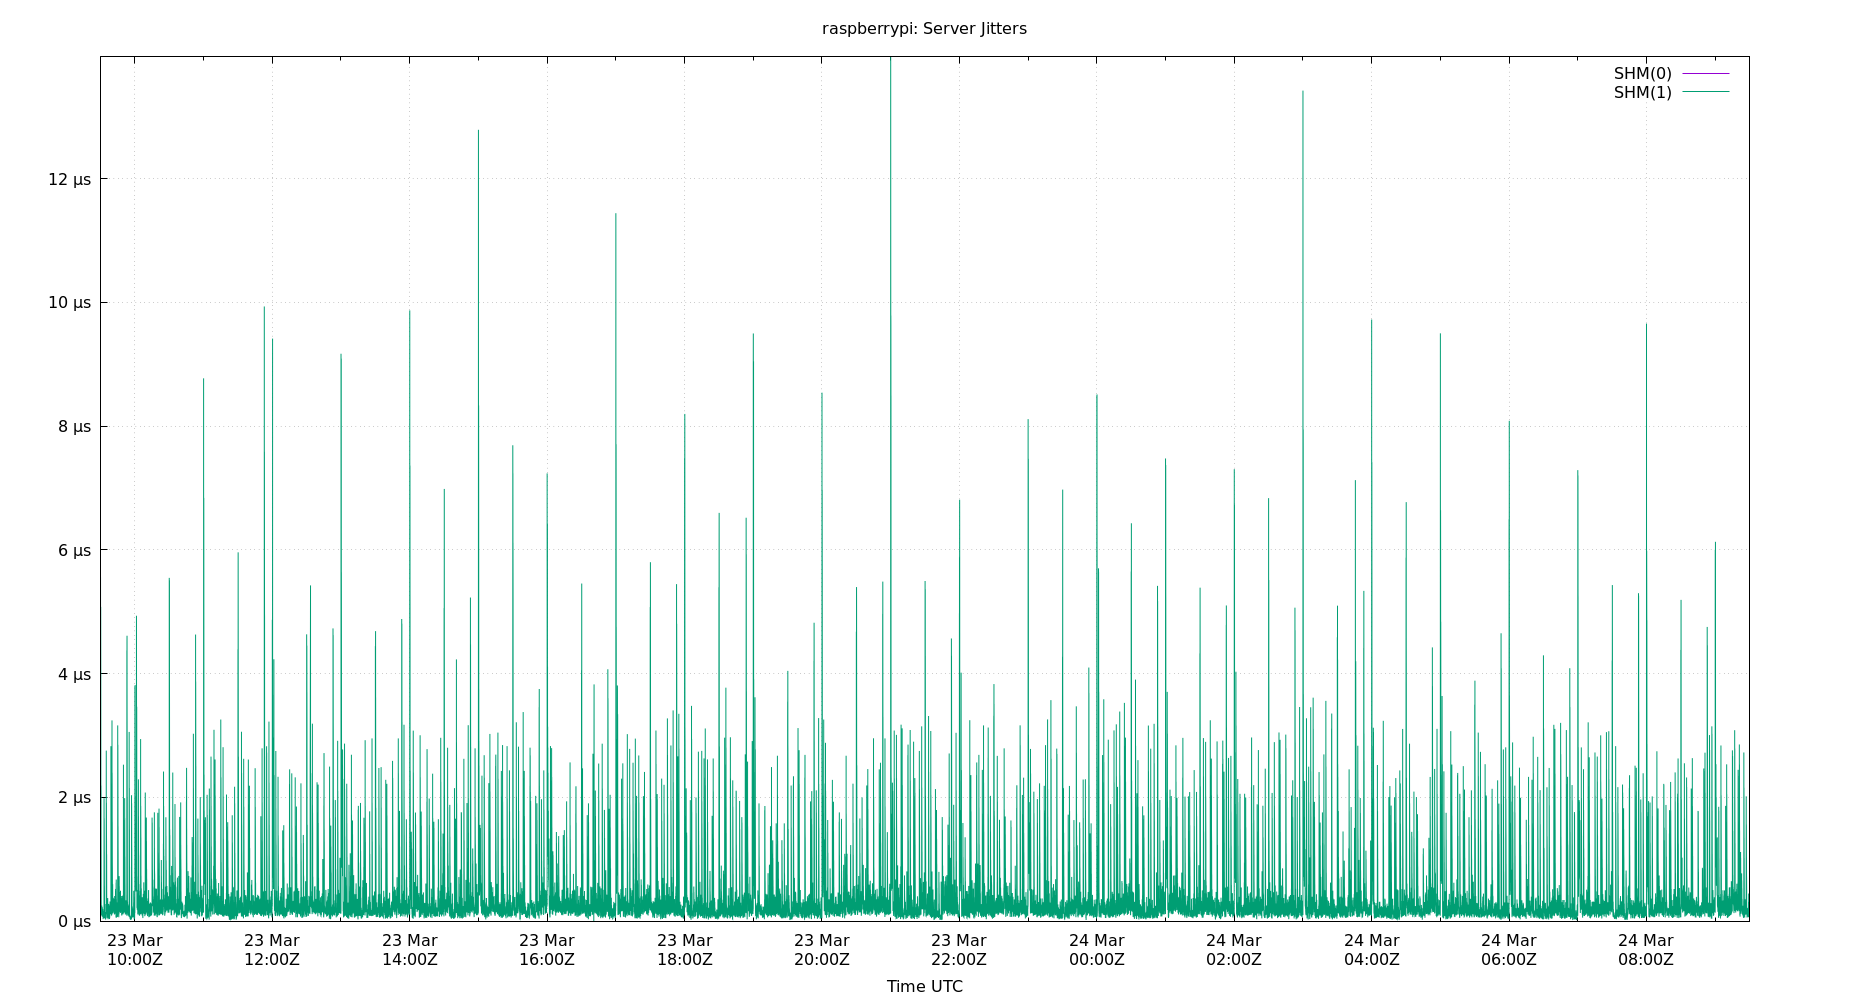 raspberrypi: Server Jitters
SHM(0)
SHM(1)
12 µs
10 µs
8 µs
6 µs
4 µs
2 µs
0 µs
23 Mar 10:00Z
23 Mar 12:00Z
23 Mar 14:00Z
23 Mar 16:00Z
23 Mar 18:00Z
23 Mar 20:00Z
23 Mar 22:00Z
24 Mar 00:00Z
24 Mar 02:00Z
24 Mar 04:00Z
24 Mar 06:00Z
24 Mar 08:00Z
Time UTC